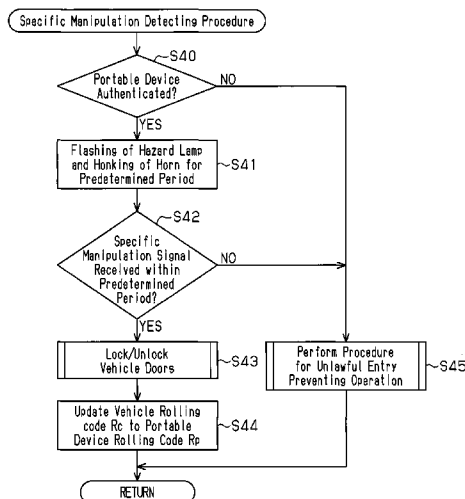 Specific Manipulation Detecting Procedure
S40
Portable Device
Authenticated?
NO
YES
Flashing of Hazard Lamp
and Honking of Horn for
Predetermined Period
S41
S42
Specific
Manipulation Signal
Received within
Predetermined
Period?
NO
YES
Lock/Unlock
Vehicle Doors
S43
Perform Procedure
for Unlawful Entry
Preventing Operation
S45
Update Vehicle Rolling
code Rc to Portable
Device Rolling Code Rp
S44
RETURN